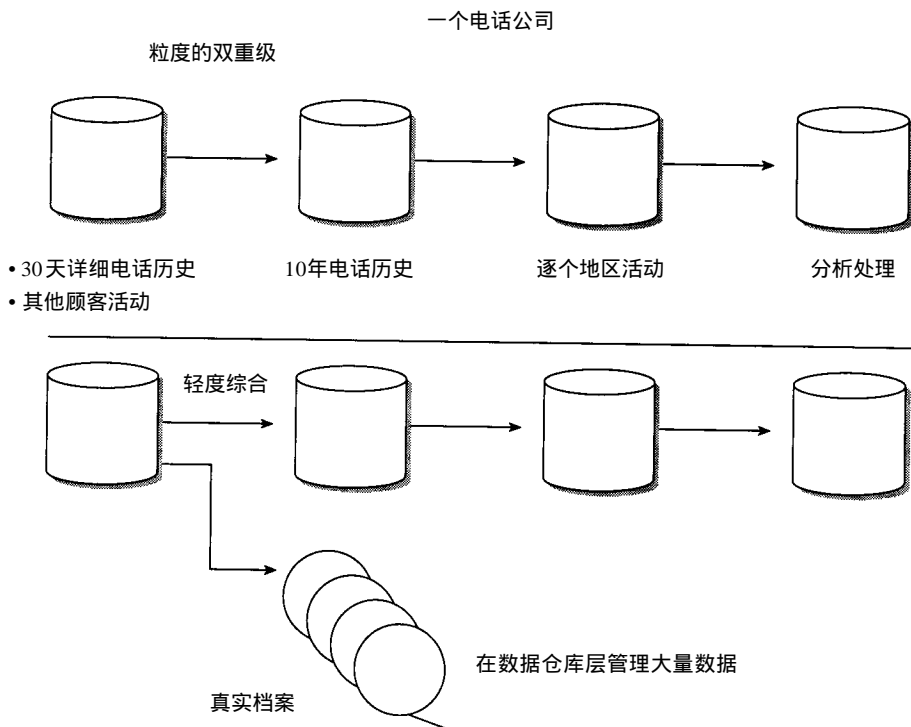 一个电话公司
粒度的双重级
• 30天详细电话历史
• 其他顾客活动
10年电话历史
逐个地区活动
分析处理
轻度综合
在数据仓库层管理大量数据
真实档案